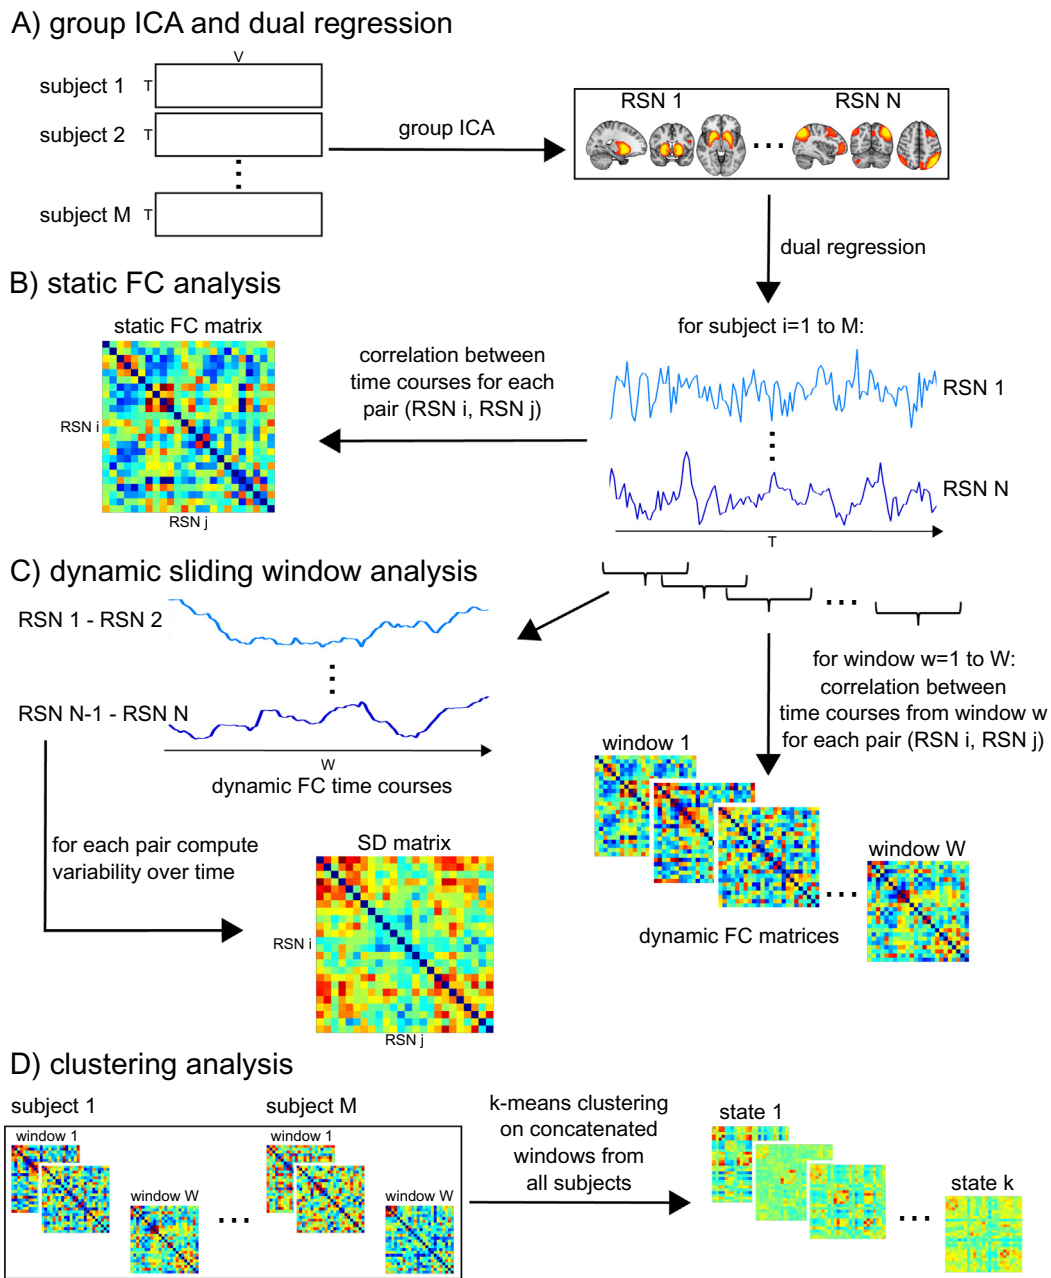 A) group ICA and dual regression
V
subject 1
T
subject 2
T
subject M
T
group ICA
RSN 1
RSN N
dual regression
B) static FC analysis
static FC matrix
RSN i
RSN j
correlation between
time courses for each
pair (RSN i, RSN j)
for subject i=1 to M:
RSN 1
RSN N
T
C) dynamic sliding window analysis
RSN 1 - RSN 2
RSN N-1 - RSN N
W
dynamic FC time courses
for window w=1 to W:
correlation between
time courses from window w
for each pair (RSN i, RSN j)
window 1
window W
dynamic FC matrices
for each pair compute
variability over time
SD matrix
RSN i
RSN j
D) clustering analysis
subject 1
window 1
window W
subject M
window 1
window W
k-means clustering
on concatenated
windows from
all subjects
state 1
state k